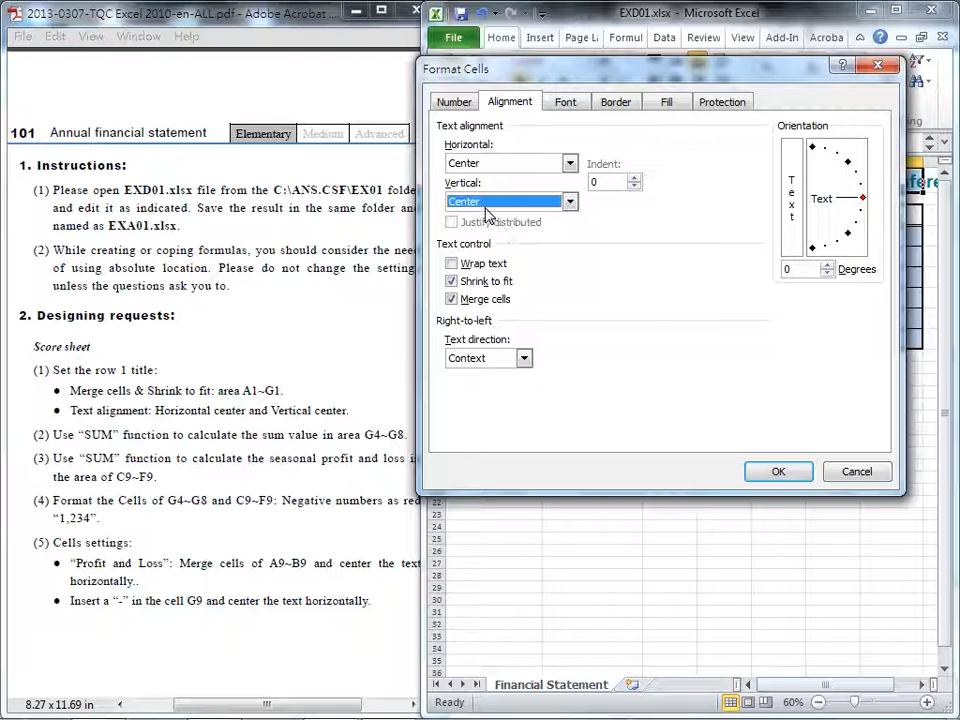 2013-0307-TQC Excel 2010-en-ALL.pdf - Adobe Acrobat
File Edit View Window Help
101 Annual financial statement Elementary Medium Advanced
1. Instructions:
(1) Please open EXD01.xlsx file from the C:\ANS.CSF\EX01 folde
and edit it as indicated. Save the result in the same folder
named as EXA01.xlsx.
(2) While creating or coping formulas, you should consider the need
of using absolute location. Please do not change the setting
unless the questions ask you to.
2. Designing requests:
Score sheet
(1) Set the row 1 title:
● Merge cells & Shrink to fit: area A1~G1.
● Text alignment: Horizontal center and Vertical center.
(2) Use “SUM” function to calculate the sum value in area G4~G8.
(3) Use “SUM” function to calculate the seasonal profit and loss in
the area of C9~F9.
(4) Format the Cells of G4~G8 and C9~F9: Negative numbers as red
“1,234”.
(5) Cells settings:
● “Profit and Loss”: Merge cells of A9~B9 and center the text
horizontally..
● Insert a “-” in the cell G9 and center the text horizontally.
8.27 x 11.69 in
EXD01.xlsx - Microsoft Excel
File Home Insert Page L Formul Data Review View Add-In Acroba
Format Cells
Number Alignment Font Border Fill Protection
Text alignment
Horizontal:
Center
Indent:
Vertical:
0
Center
Justify distributed
Text control
Wrap text
Shrink to fit
Merge cells
Right-to-left
Text direction:
Context
Orientation
Text
Text
0 Degrees
OK Cancel
22
23
24
25
26
27
28
29
30
31
32
33
34
35
36
Financial Statement
Ready 60%